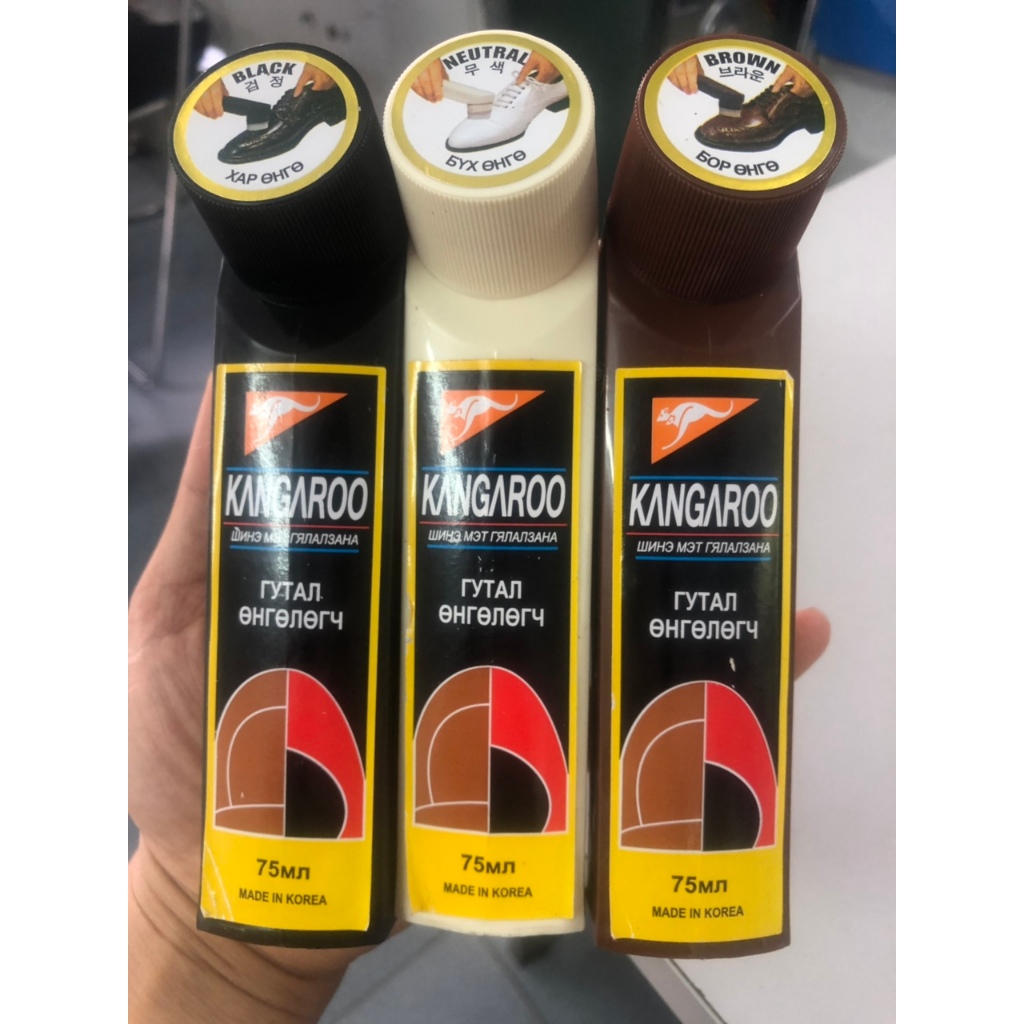 BLACK
검정
ХАР ӨНГӨ
KANGAROO
ШИНЭ МЭТ ГЯЛАЛЗАНА
ГУТАЛ
ӨНГӨЛӨГЧ
75мл
MADE IN KOREA
NEUTRAL
무색
БҮХ ӨНГӨ
KANGAROO
ШИНЭ МЭТ ГЯЛАЛЗАНА
ГУТАЛ
ӨНГӨЛӨГЧ
75мл
MADE IN KOREA
BROWN
브라운
БОР ӨНГӨ
KANGAROO
ШИНЭ МЭТ ГЯЛАЛЗАНА
ГУТАЛ
ӨНГӨЛӨГЧ
75мл
MADE IN KOREA